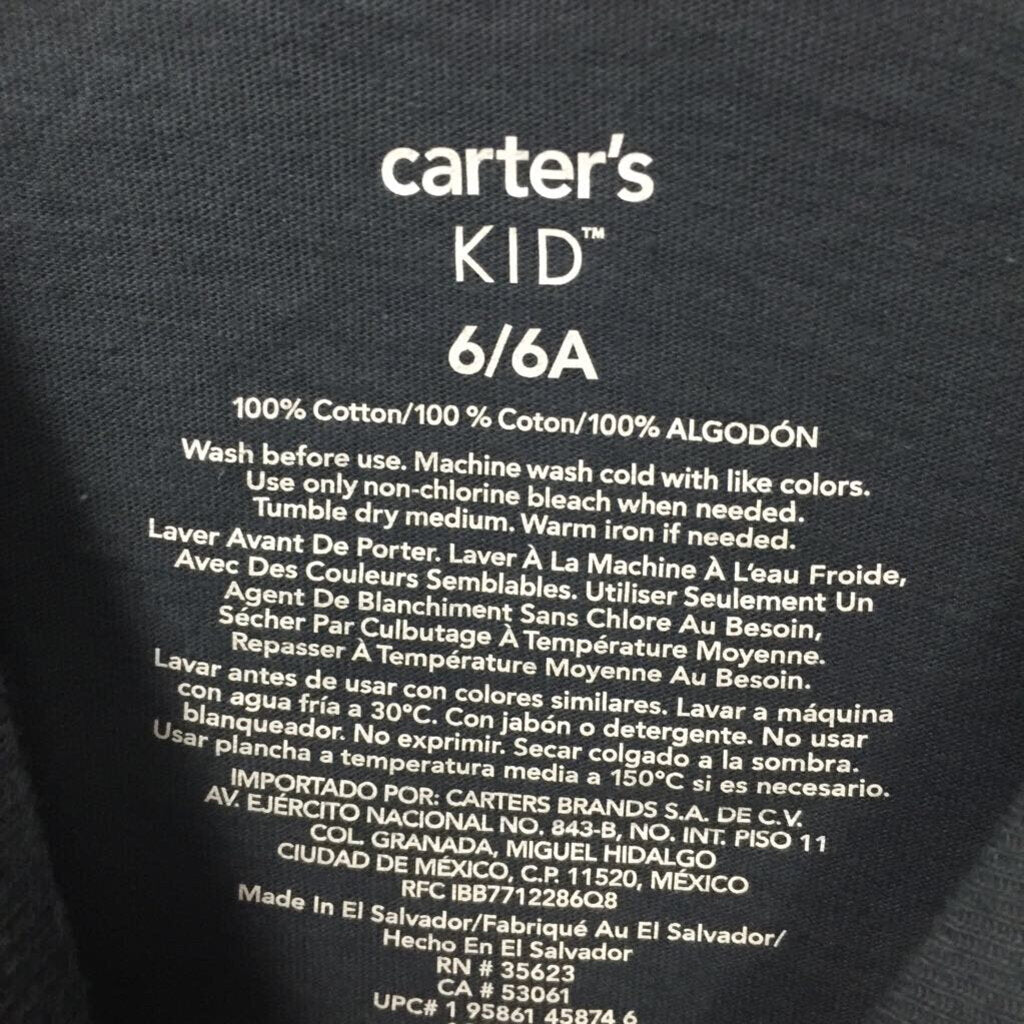 carter's
KID™
6/6A
100% Cotton/100 % Coton/100% ALGODÓN
Wash before use. Machine wash cold with like colors.
Use only non-chlorine bleach when needed.
Tumble dry medium. Warm iron if needed.
Laver Avant De Porter. Laver À La Machine À L'eau Froide,
Avec Des Couleurs Semblables. Utiliser Seulement Un
Agent De Blanchiment Sans Chlore Au Besoin,
Sécher Par Culbutage À Température Moyenne.
Repasser À Température Moyenne Au Besoin.
Lavar antes de usar con colores similares. Lavar a máquina
con agua fría a 30°C. Con jabón o detergente. No usar
blanqueador. No exprimir. Secar colgado a la sombra.
Usar plancha a temperatura media a 150°C si es necesario.
IMPORTADO POR: CARTERS BRANDS S.A. DE C.V.
AV. EJÉRCITO NACIONAL NO. 843-B, NO. INT. PISO 11
COL. GRANADA, MIGUEL HIDALGO
CIUDAD DE MÉXICO, C.P. 11520, MÉXICO
RFC IBB7712286Q8
Made In El Salvador/Fabriqué Au El Salvador/
Hecho En El Salvador
RN # 35623
CA # 53061
UPC# 1 95861 45874 6